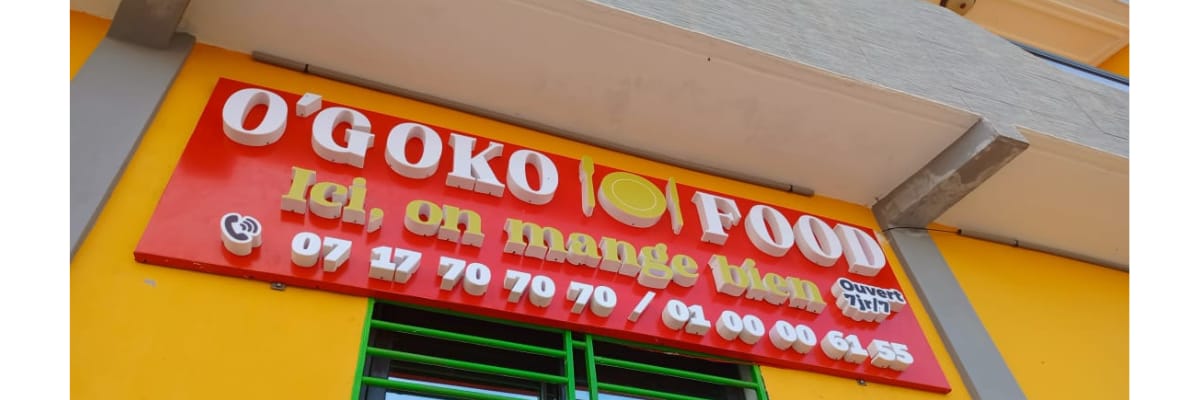 O'GOKO FOOD
Ici, on mange bien
Ouvert
7jr/7
07 17 70 70 70 / 01 00 00 61 55